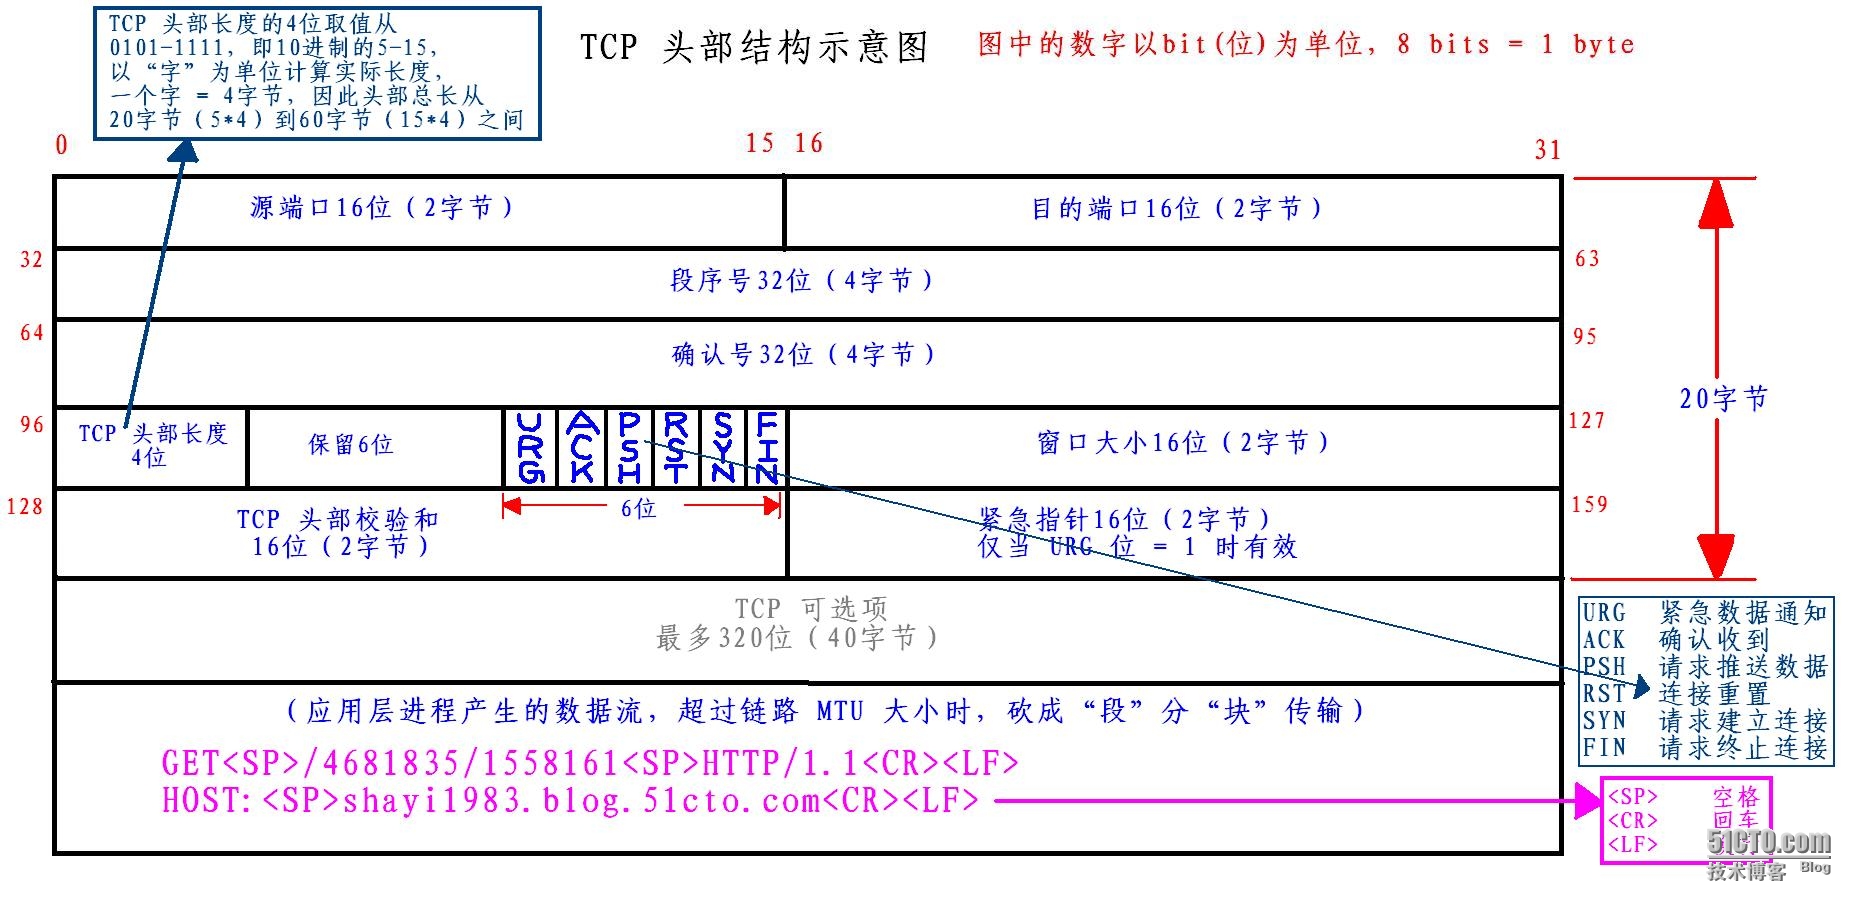 TCP 头部长度的4位取值从
0101-1111，即10进制的5-15，
以“字”为单位计算实际长度，
一个字 = 4字节，因此头部总长从
20字节（5*4）到60字节（15*4）之间
TCP 头部结构示意图
图中的数字以bit(位)为单位，8 bits = 1 byte
0
15
16
31
源端口16位（2字节）
目的端口16位（2字节）
32
段序号32位（4字节）
63
64
确认号32位（4字节）
95
20字节
96
TCP 头部长度
4位
保留6位
URG
ACK
PSH
RST
SYN
FIN
窗口大小16位（2字节）
127
6位
128
TCP 头部校验和
16位（2字节）
紧急指针16位（2字节）
仅当 URG 位 = 1 时有效
159
TCP 可选项
最多320位（40字节）
URG 紧急数据通知
ACK 确认收到
PSH 请求推送数据
RST 连接重置
SYN 请求建立连接
FIN 请求终止连接
（应用层进程产生的数据流，超过链路 MTU 大小时，砍成“段”分“块”传输）
GET<SP>/4681835/1558161<SP>HTTP/1.1<CR><LF>
HOST:<SP>shayi1983.blog.51cto.com<CR><LF>
<SP> 空格
<CR> 回车
<LF>
51CTO.com
技术博客 Blog